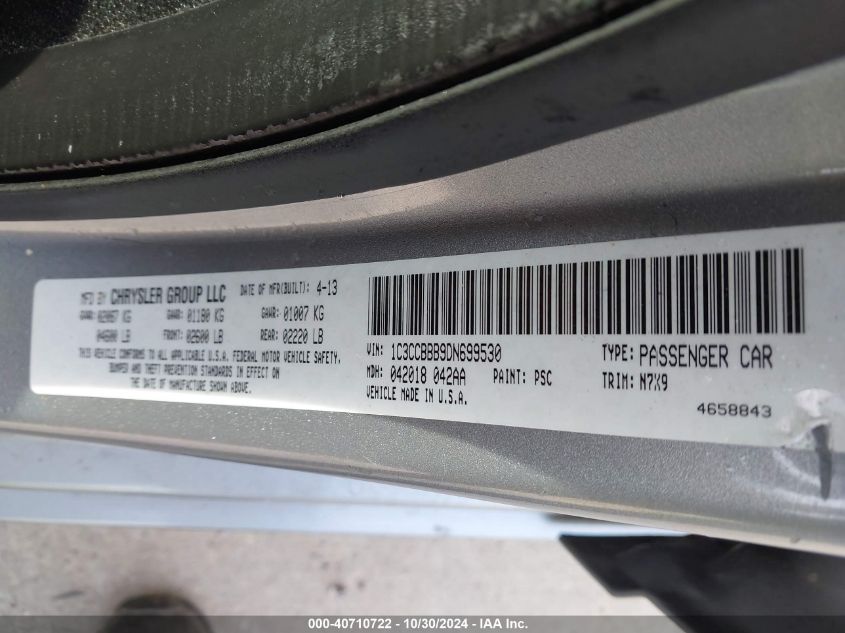 MFD BY CHRYSLER GROUP LLC DATE OF MFR(BUILT): 4-13
GVWR: 02087 KG GAWR: 01180 KG GAWR: 01007 KG
04600 LB FRONT: 02600 LB REAR: 02220 LB
THIS VEHICLE CONFORMS TO ALL APPLICABLE U.S.A. FEDERAL MOTOR VEHICLE SAFETY,
BUMPER AND THEFT PREVENTION STANDARDS IN EFFECT ON
THE DATE OF MANUFACTURE SHOWN ABOVE.
VIN: 1C3CCBBB9DN699530 TYPE: PASSENGER CAR
MDH: 042018 042AA PAINT: PSC TRIM: N7X9
VEHICLE MADE IN U.S.A. 4658843
000-40710722 - 10/30/2024 - IAA Inc.